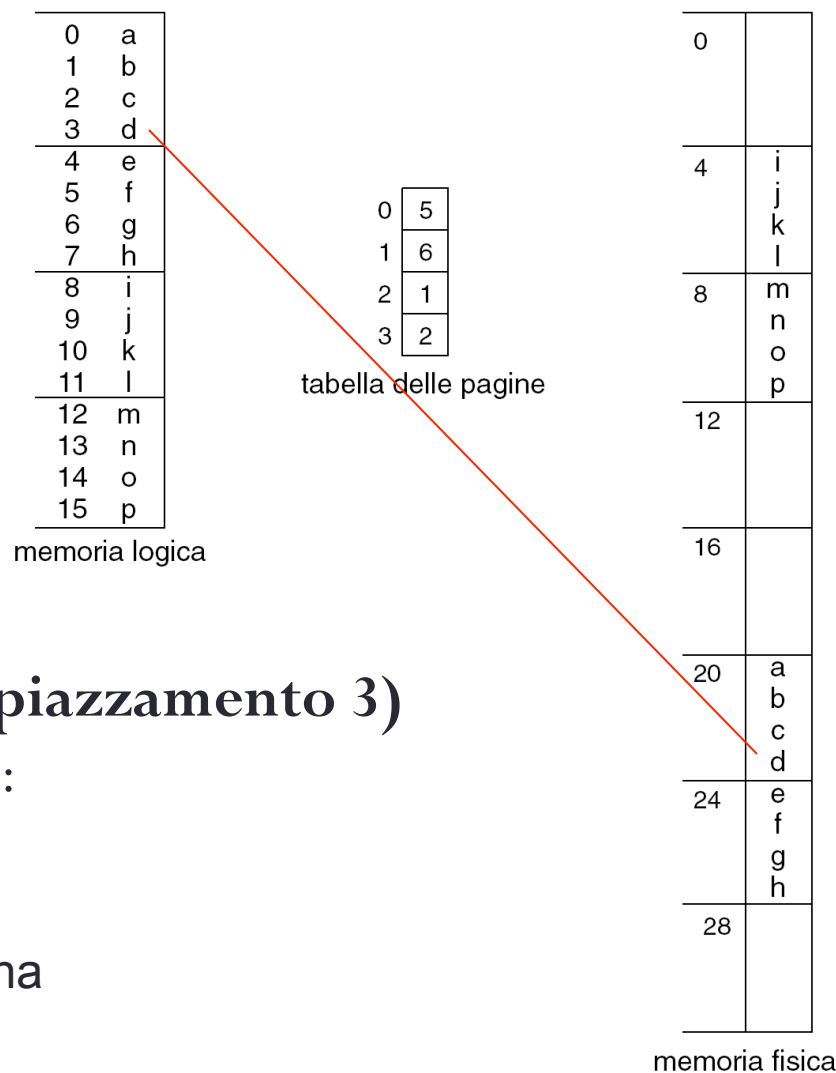 0 a
1 b
2 c
3 d
4 e
5 f
6 g
7 h
8 i
9 j
10 k
11 l
12 m
13 n
14 o
15 p
memoria logica
0 5
1 6
2 1
3 2
tabella delle pagine
0
4 i
j
k
l
8 m
n
o
p
12
16
20 a
b
c
d
24 e
f
g
h
28
memoria fisica
piazzamento 3)
:
na